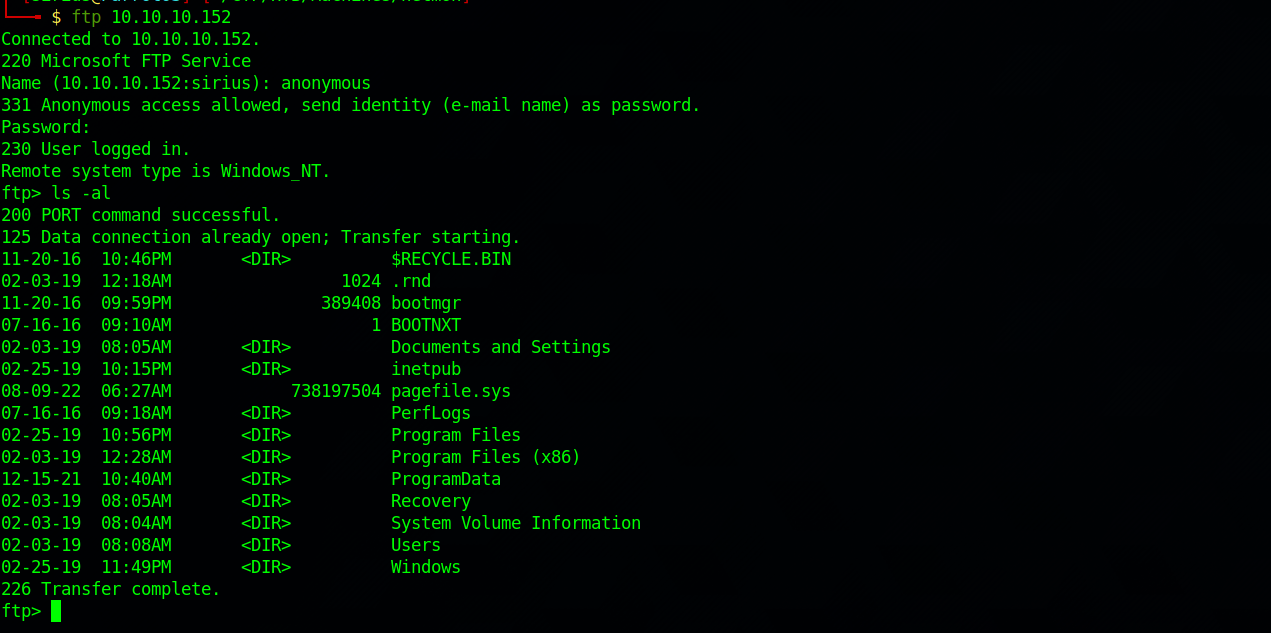 $ ftp 10.10.10.152
Connected to 10.10.10.152.
220 Microsoft FTP Service
Name (10.10.10.152:sirius): anonymous
331 Anonymous access allowed, send identity (e-mail name) as password.
Password:
230 User logged in.
Remote system type is Windows_NT.
ftp> ls -al
200 PORT command successful.
125 Data connection already open; Transfer starting.
11-20-16  10:46PM       <DIR>          $RECYCLE.BIN
02-03-19  12:18AM                 1024 .rnd
11-20-16  09:59PM               389408 bootmgr
07-16-16  09:10AM                    1 BOOTNXT
02-03-19  08:05AM       <DIR>          Documents and Settings
02-25-19  10:15PM       <DIR>          inetpub
08-09-22  06:27AM            738197504 pagefile.sys
07-16-16  09:18AM       <DIR>          PerfLogs
02-25-19  10:56PM       <DIR>          Program Files
02-03-19  12:28AM       <DIR>          Program Files (x86)
12-15-21  10:40AM       <DIR>          ProgramData
02-03-19  08:05AM       <DIR>          Recovery
02-03-19  08:04AM       <DIR>          System Volume Information
02-03-19  08:08AM       <DIR>          Users
02-25-19  11:49PM       <DIR>          Windows
226 Transfer complete.
ftp>